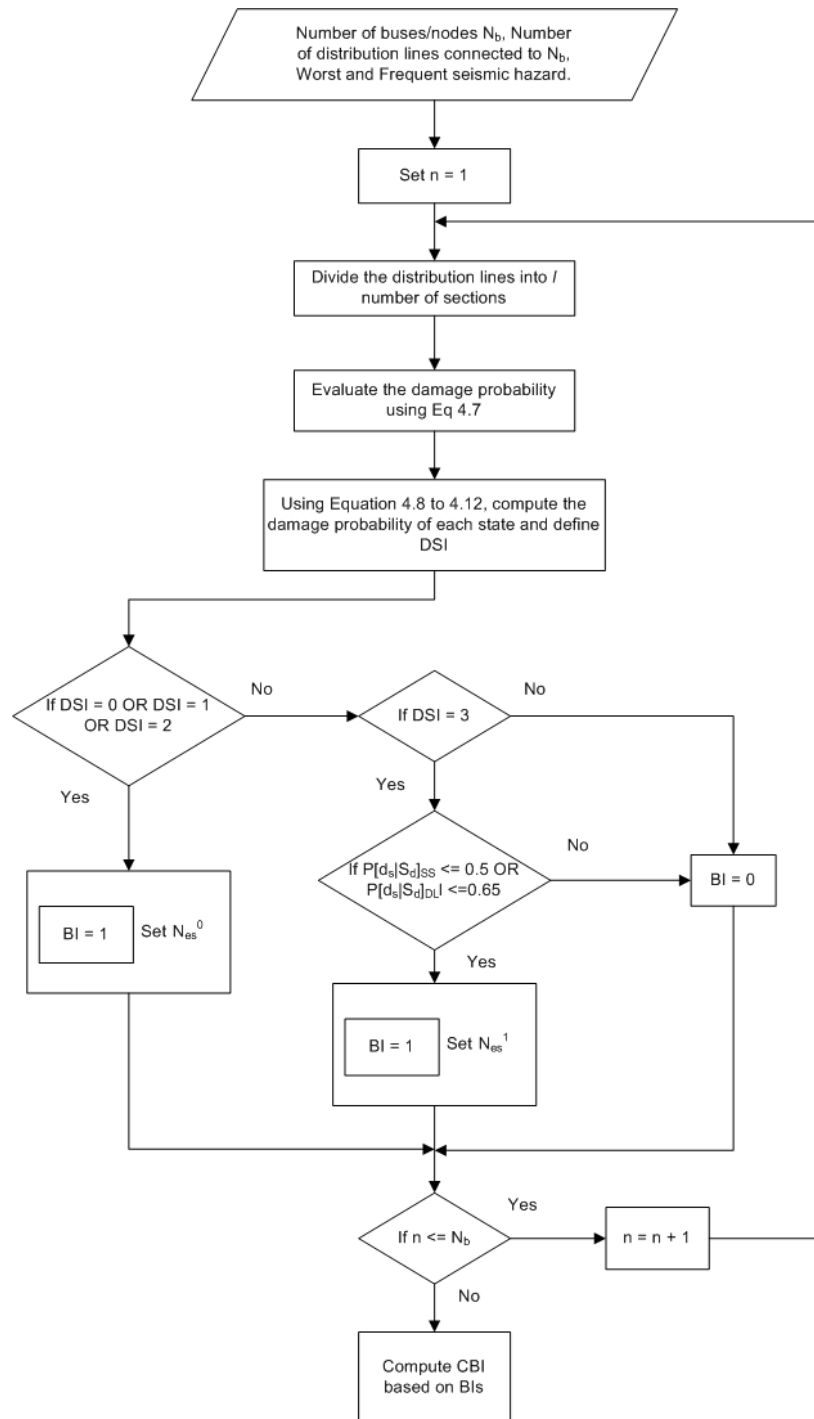 Number of buses/nodes N_b, Number
of distribution lines connected to N_b,
Worst and Frequent seismic hazard.
Set n = 1
Divide the distribution lines into l
number of sections
Evaluate the damage probability
using Eq 4.7
Using Equation 4.8 to 4.12, compute the
damage probability of each state and define
DSI
If DSI = 0 OR DSI = 1
OR DSI = 2
No
If DSI = 3
No
Yes
Yes
If P[d_s|S_d]_SS <= 0.5 OR
P[d_s|S_d]_DL l <=0.65
No
BI = 0
BI = 1
Set N_es^0
Yes
BI = 1
Set N_es^1
If n <= N_b
Yes
n = n + 1
No
Compute CBI
based on BIs